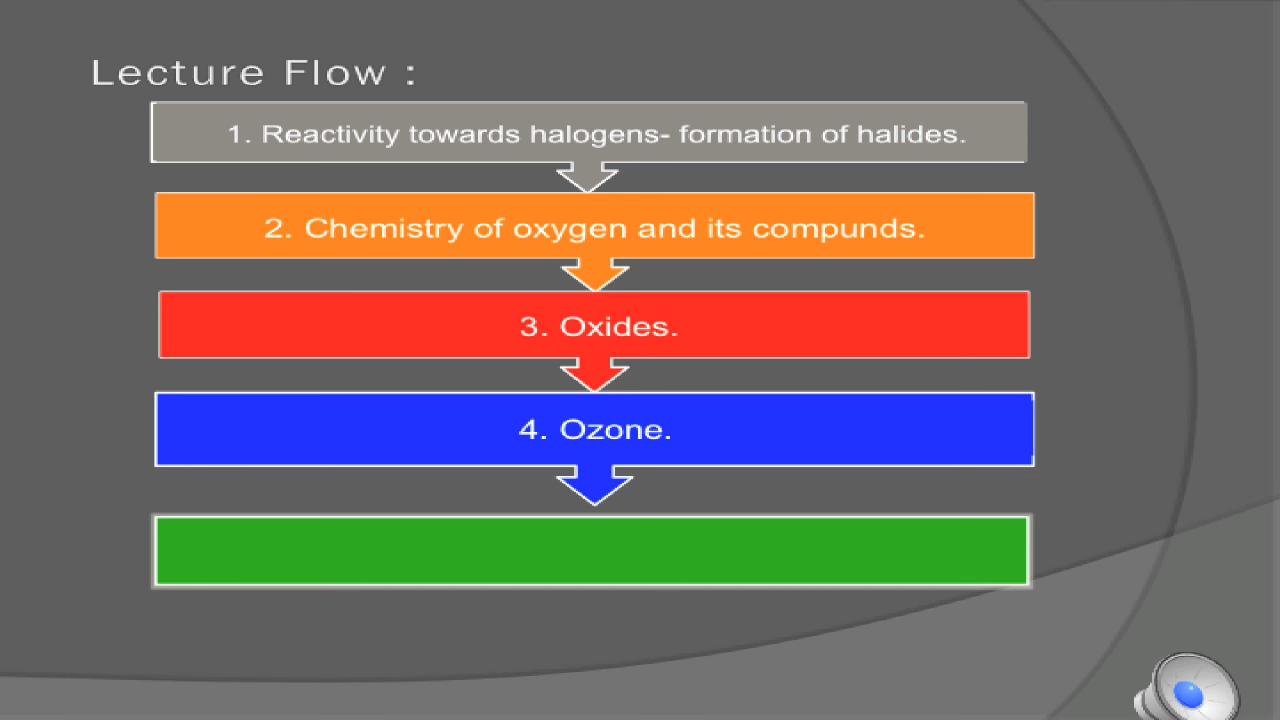 Lecture Flow :
1. Reactivity towards halogens- formation of halides.
2. Chemistry of oxygen and its compunds.
3. Oxides.
4. Ozone.